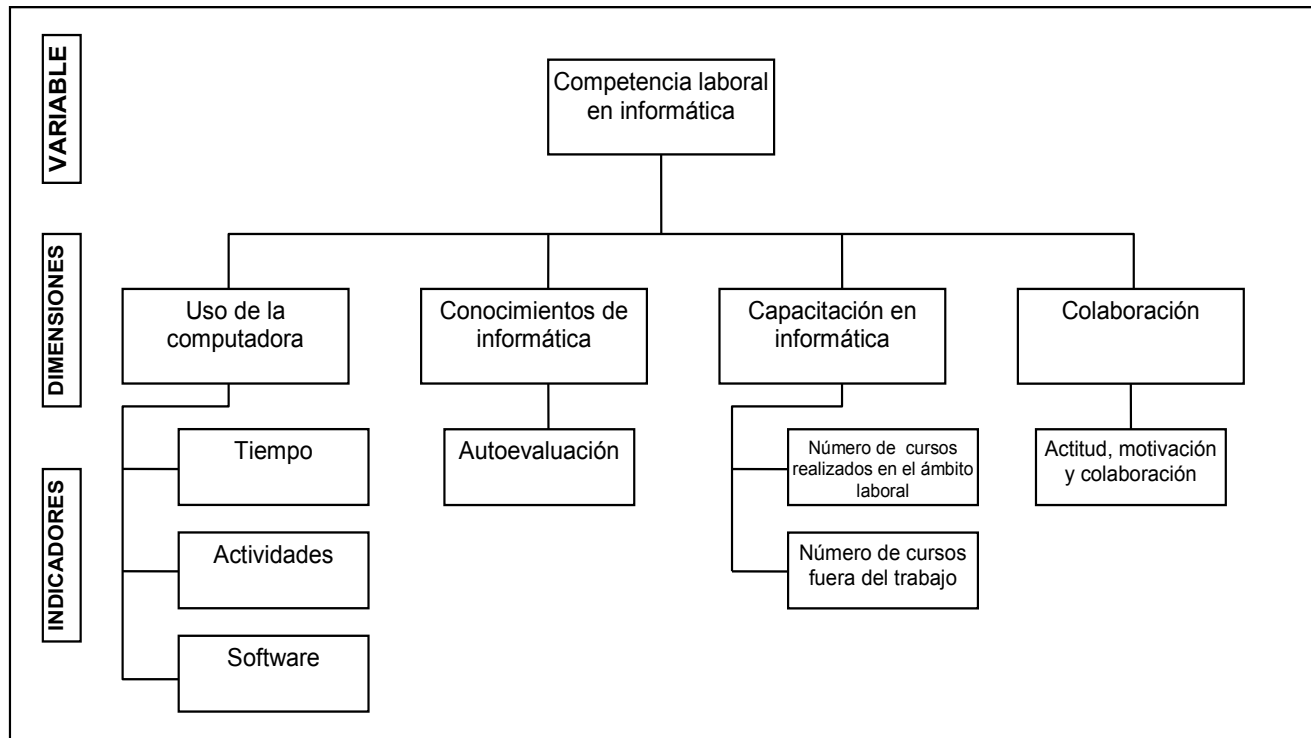 VARIABLE
Competencia laboral
en informática
DIMENSIONES
Uso de la
computadora
Conocimientos de
informática
Capacitación en
informática
Colaboración
INDICADORES
Tiempo
Actividades
Software
Autoevaluación
Número de cursos
realizados en el ámbito
laboral
Número de cursos
fuera del trabajo
Actitud, motivación
y colaboración